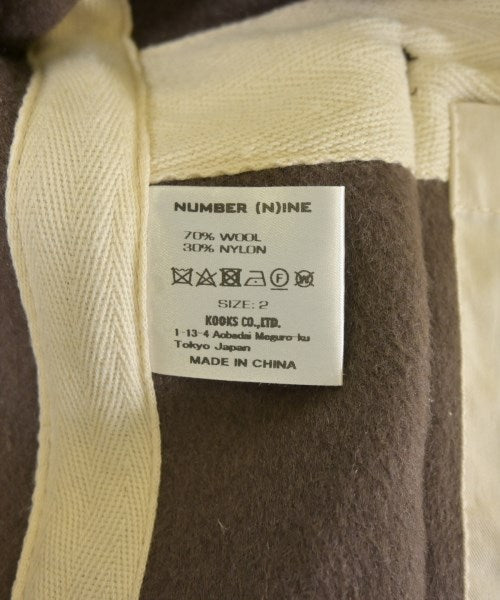 NUMBER (N)INE
70% WOOL
30% NYLON
SIZE: 2
KOOKS CO.,LTD.
1-13-4 Aobadai Meguro-ku
Tokyo Japan
MADE IN CHINA